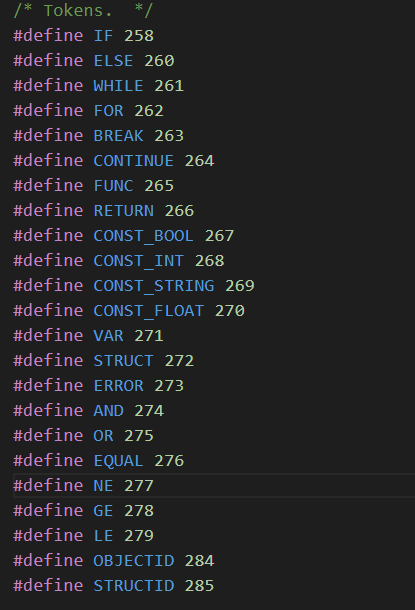 /* Tokens.  */
#define IF 258
#define ELSE 260
#define WHILE 261
#define FOR 262
#define BREAK 263
#define CONTINUE 264
#define FUNC 265
#define RETURN 266
#define CONST_BOOL 267
#define CONST_INT 268
#define CONST_STRING 269
#define CONST_FLOAT 270
#define VAR 271
#define STRUCT 272
#define ERROR 273
#define AND 274
#define OR 275
#define EQUAL 276
#define NE 277
#define GE 278
#define LE 279
#define OBJECTID 284
#define STRUCTID 285